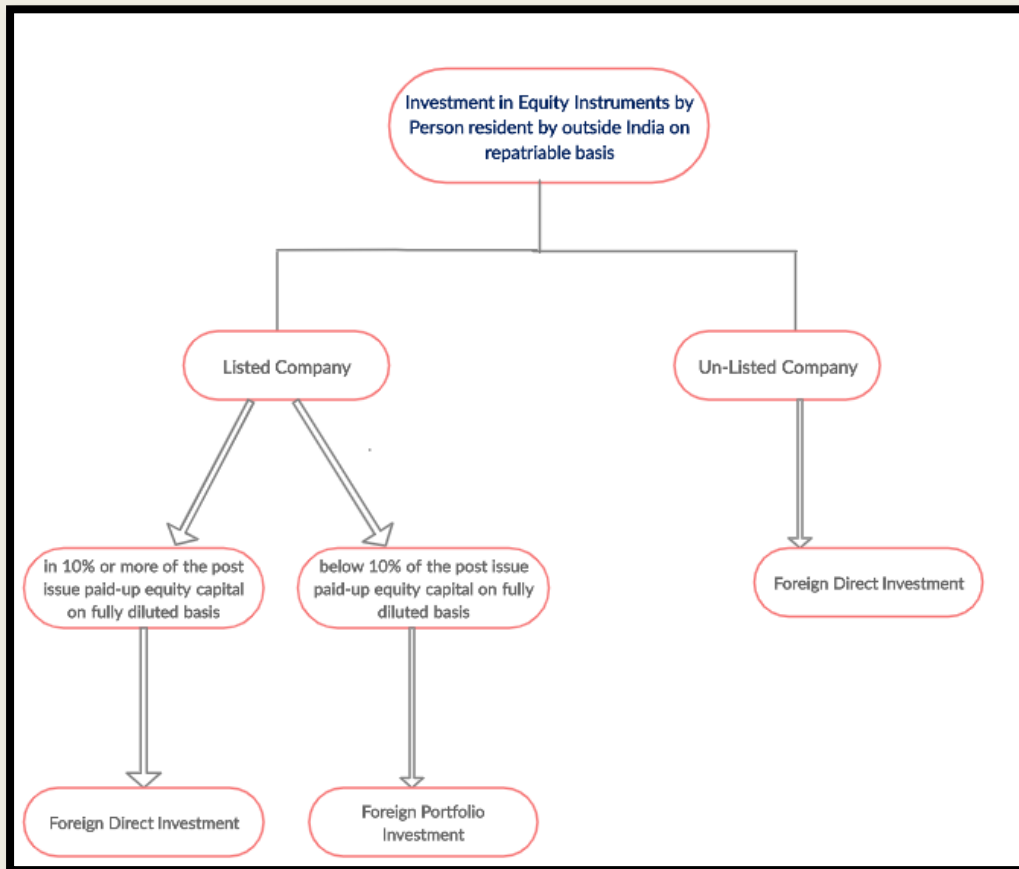 Investment in Equity Instruments by
Person resident by outside India on
repatriable basis
Listed Company
Un-Listed Company
in 10% or more of the post
issue paid-up equity capital
on fully diluted basis
below 10% of the post issue
paid-up equity capital on fully
diluted basis
Foreign Direct Investment
Foreign Direct Investment
Foreign Portfolio
Investment